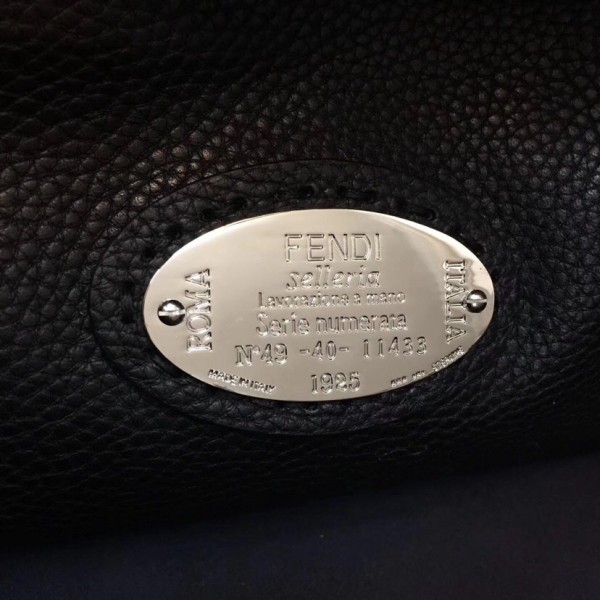 FENDI
selleria
Lavorazione a mano
Serie numerata
N°49 -40- 11433
1925
ROMA
ITALIA
MADE IN ITALY